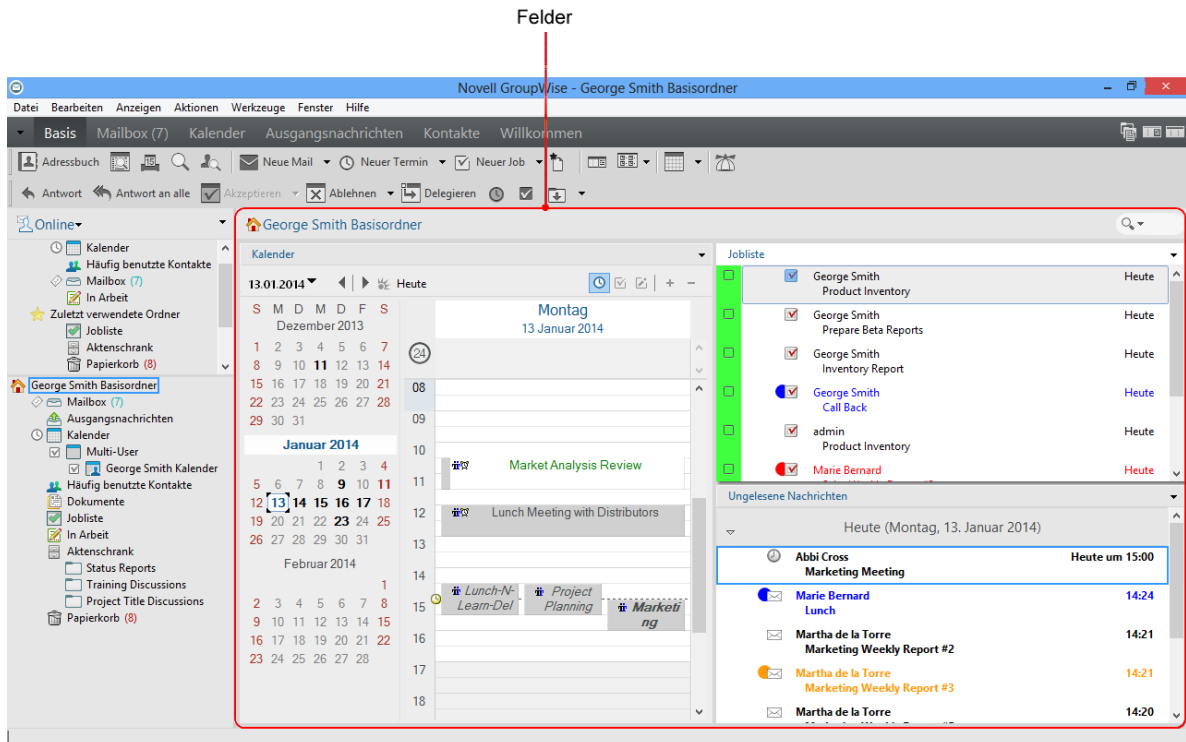 Felder
Novell GroupWise - George Smith Basisordner
Datei Bearbeiten Anzeigen Aktionen Werkzeuge Fenster Hilfe
Basis Mailbox (7) Kalender Ausgangsnachrichten Kontakte Willkommen
Adressbuch 15 Neue Mail Neuer Termin Neuer Job
Antwort Antwort an alle Akzeptieren Ablehnen Delegieren
Online
Kalender
Häufig benutzte Kontakte
Mailbox (7)
In Arbeit
Zuletzt verwendete Ordner
Jobliste
Aktenschrank
Papierkorb (8)
George Smith Basisordner
Mailbox (7)
Ausgangsnachrichten
Kalender
Multi-User
George Smith Kalender
Häufig benutzte Kontakte
Dokumente
Jobliste
In Arbeit
Aktenschrank
Status Reports
Training Discussions
Project Title Discussions
Papierkorb (8)
George Smith Basisordner
Kalender
13.01.2014 Heute
S M D M D F S
Dezember 2013
1 2 3 4 5 6 7
8 9 10 11 12 13 14
15 16 17 18 19 20 21
22 23 24 25 26 27 28
29 30 31
Januar 2014
1 2 3 4
5 6 7 8 9 10 11
12 13 14 15 16 17 18
19 20 21 22 23 24 25
26 27 28 29 30 31
Februar 2014
1
2 3 4 5 6 7 8
9 10 11 12 13 14 15
16 17 18 19 20 21 22
23 24 25 26 27 28
Montag
13 Januar 2014
24
08
09
10
Market Analysis Review
11
12 Lunch Meeting with Distributors
13
14
Lunch-N-
Learn-Del
Project
Planning
15
Marketi
ng
16
17
18
Jobliste
George Smith Heute
Product Inventory
George Smith Heute
Prepare Beta Reports
George Smith Heute
Inventory Report
George Smith Heute
Call Back
admin Heute
Product Inventory
Marie Bernard Heute
Ungelesene Nachrichten
Heute (Montag, 13. Januar 2014)
Abbi Cross Heute um 15:00
Marketing Meeting
Marie Bernard 14:24
Lunch
Martha de la Torre 14:21
Marketing Weekly Report #2
Martha de la Torre 14:21
Marketing Weekly Report #3
Martha de la Torre 14:20